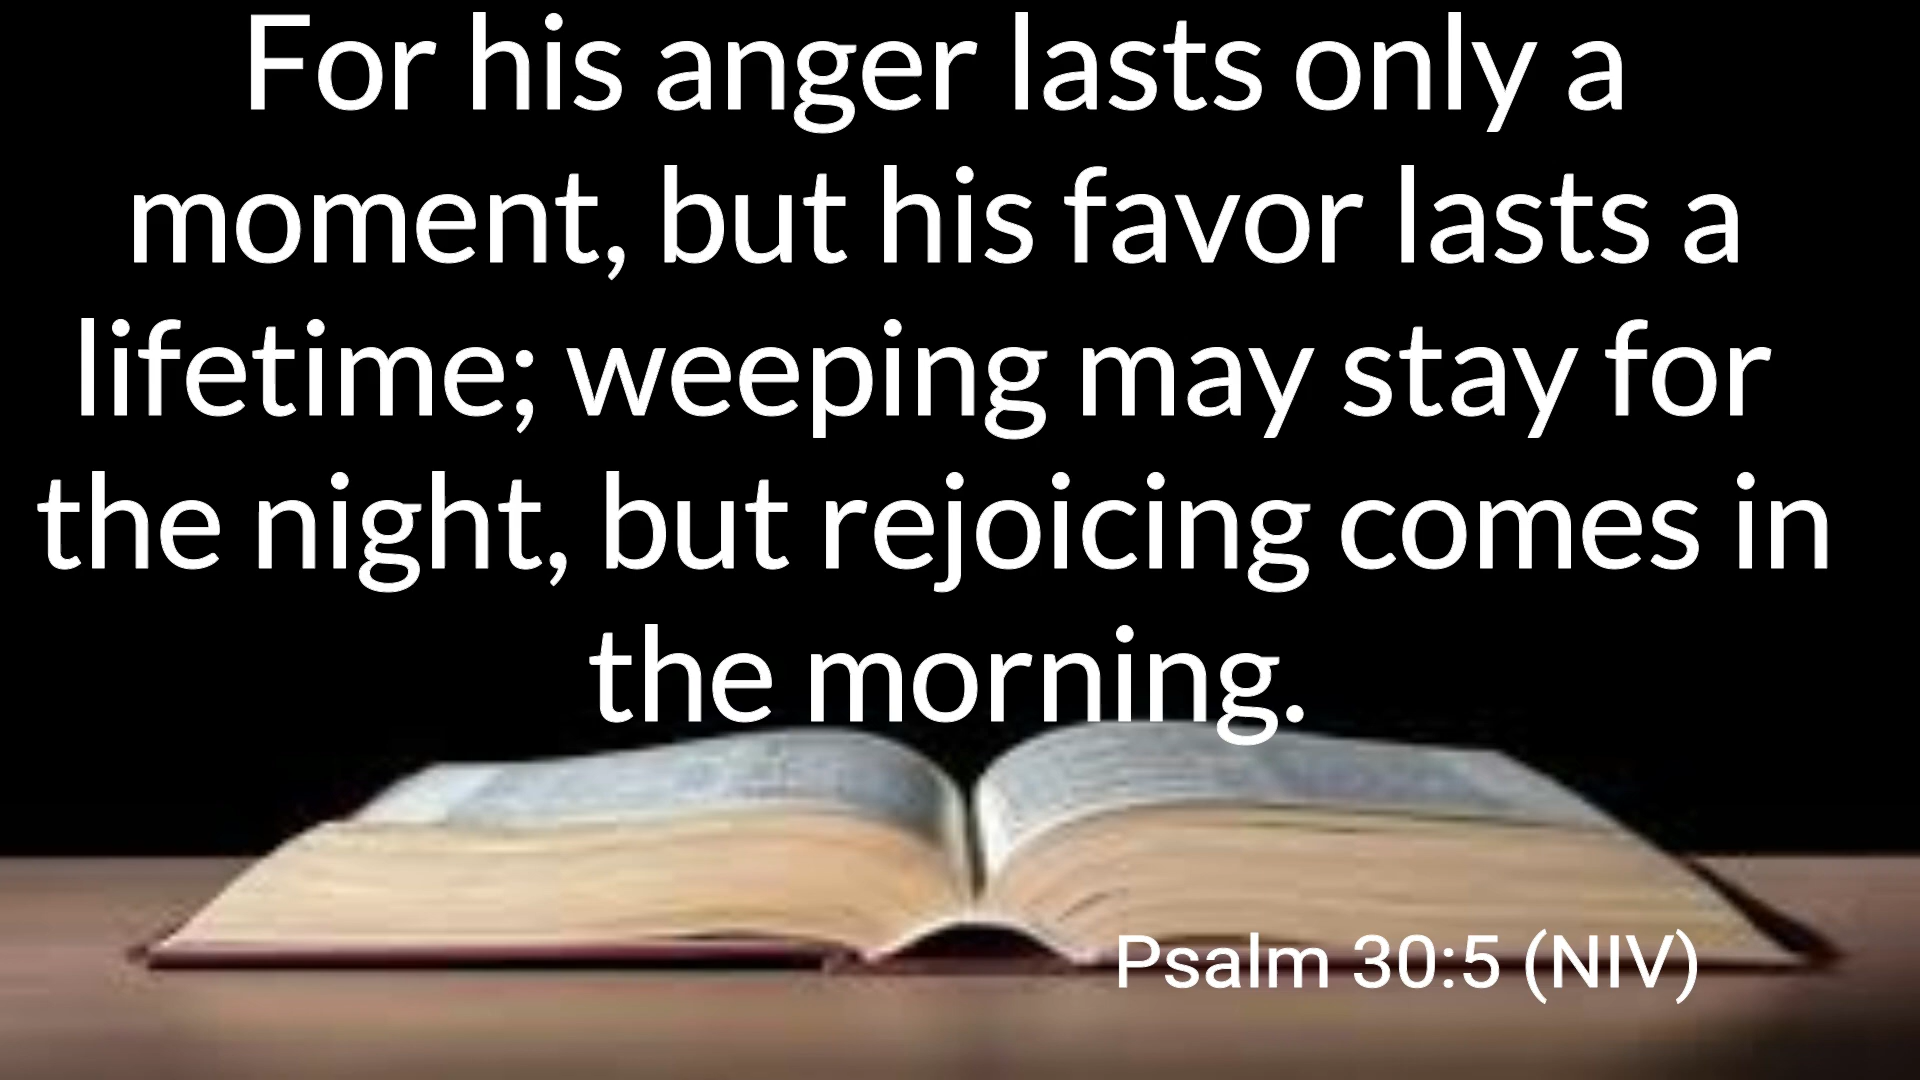 For his anger lasts only a
moment, but his favor lasts a
lifetime; weeping may stay for
the night, but rejoicing comes in
the morning.
Psalm 30:5 (NIV)